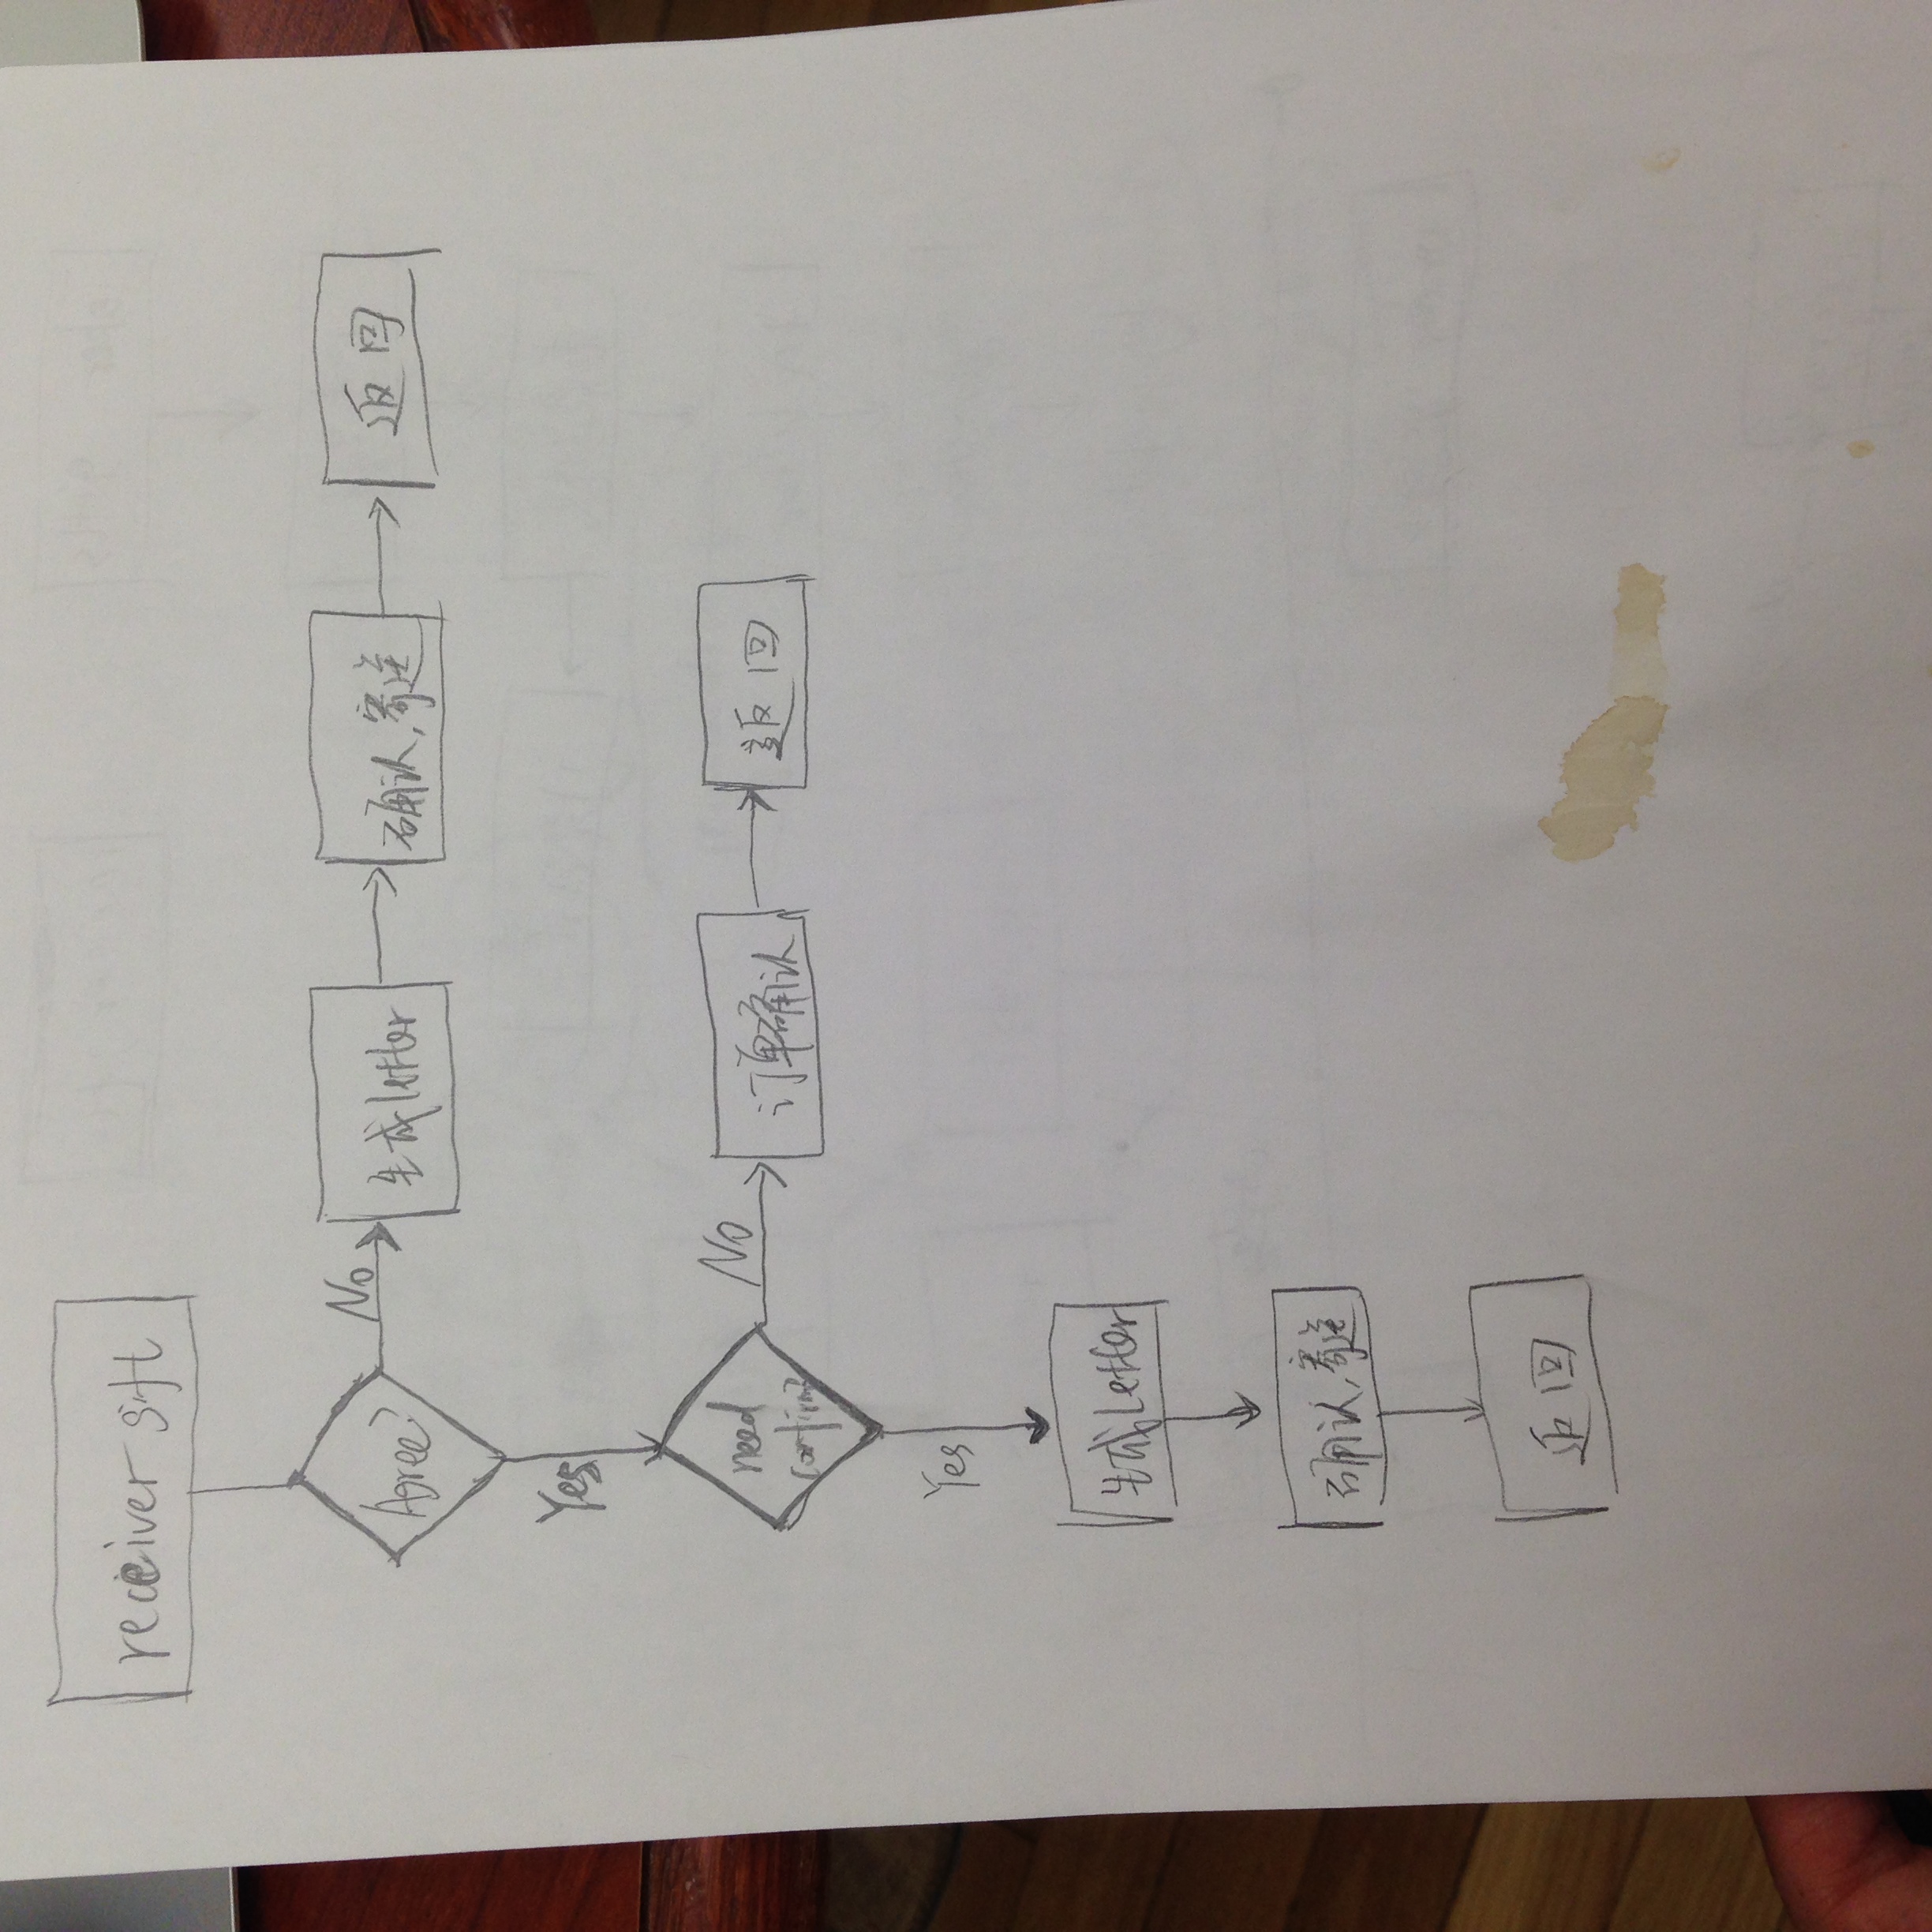 receiver gift
Agree?
No
生成letter
确认,寄送
返回
Yes
need
confirm?
No
订单确认
返回
Yes
生成Letter
确认,寄送
返回